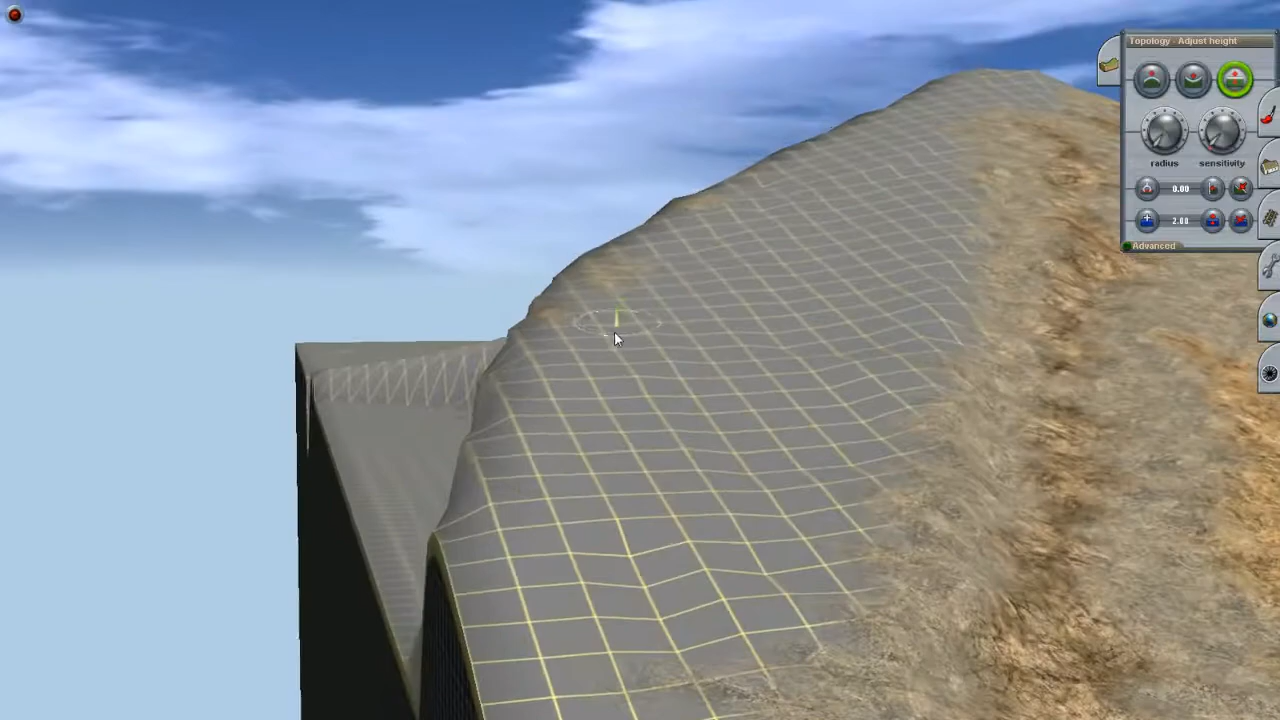 Topology - Adjust height
radius sensitivity
0.00
2.00
Advanced